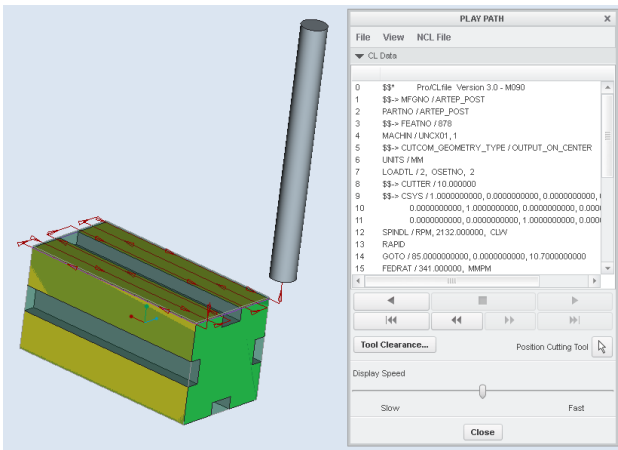 PLAY PATH X
File View NCL File
CL Data
0 $$* Pro/CLfile Version 3.0 - M090
1 $$-> MFGNO / ARTEP_POST
2 PARTNO / ARTEP_POST
3 $$-> FEATNO / 878
4 MACHIN / UNCX01, 1
5 $$-> CUTCOM_GEOMETRY_TYPE / OUTPUT_ON_CENTER
6 UNITS / MM
7 LOADTL / 2, OSETNO, 2
8 $$-> CUTTER / 10.000000
9 $$-> CSYS / 1.0000000000, 0.0000000000, 0.0000000000, 0
10 0.0000000000, 1.0000000000, 0.0000000000, 0.0000
11 0.0000000000, 0.0000000000, 1.0000000000, 0.0000
12 SPINDL / RPM, 2132.000000, CLW
13 RAPID
14 GOTO / 85.0000000000, 0.0000000000, 10.7000000000
15 FEDRAT / 341.000000, MMPM
Tool Clearance... Position Cutting Tool
Display Speed
Slow Fast
Close